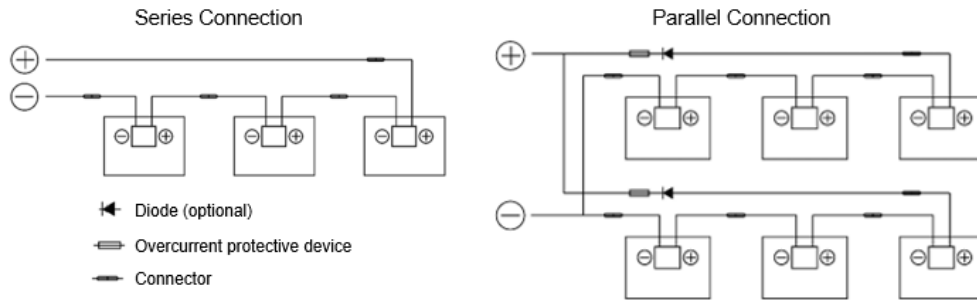 Series Connection
Parallel Connection
Diode (optional)
Overcurrent protective device
Connector